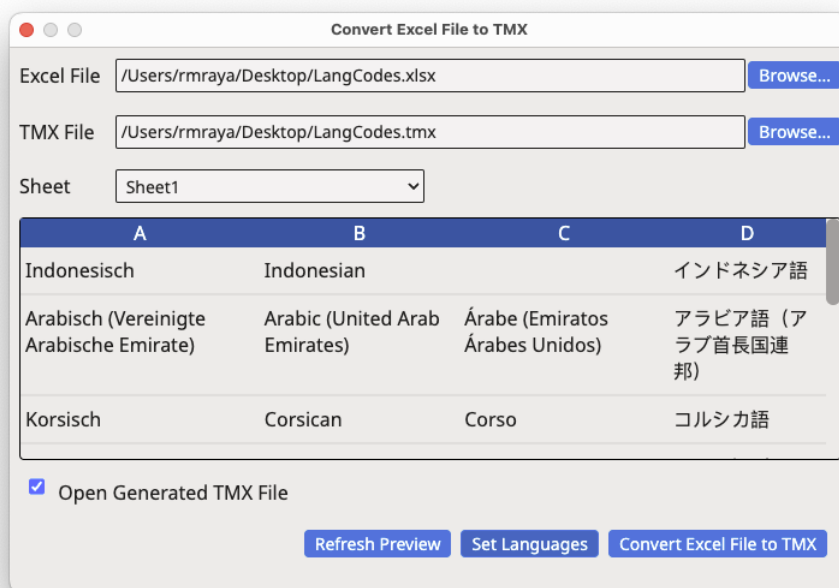 Convert Excel File to TMX
Excel File /Users/rmraya/Desktop/LangCodes.xlsx Browse...
TMX File /Users/rmraya/Desktop/LangCodes.tmx Browse...
Sheet Sheet1
A B C D
Indonesisch Indonesian インドネシア語
Arabisch (Vereinigte Arabic (United Arab Árabe (Emiratos アラビア語（ア
Arabische Emirate) Emirates) Árabes Unidos) ラブ首長国連
邦）
Korsisch Corsican Corso コルシカ語
Open Generated TMX File
Refresh Preview Set Languages Convert Excel File to TMX